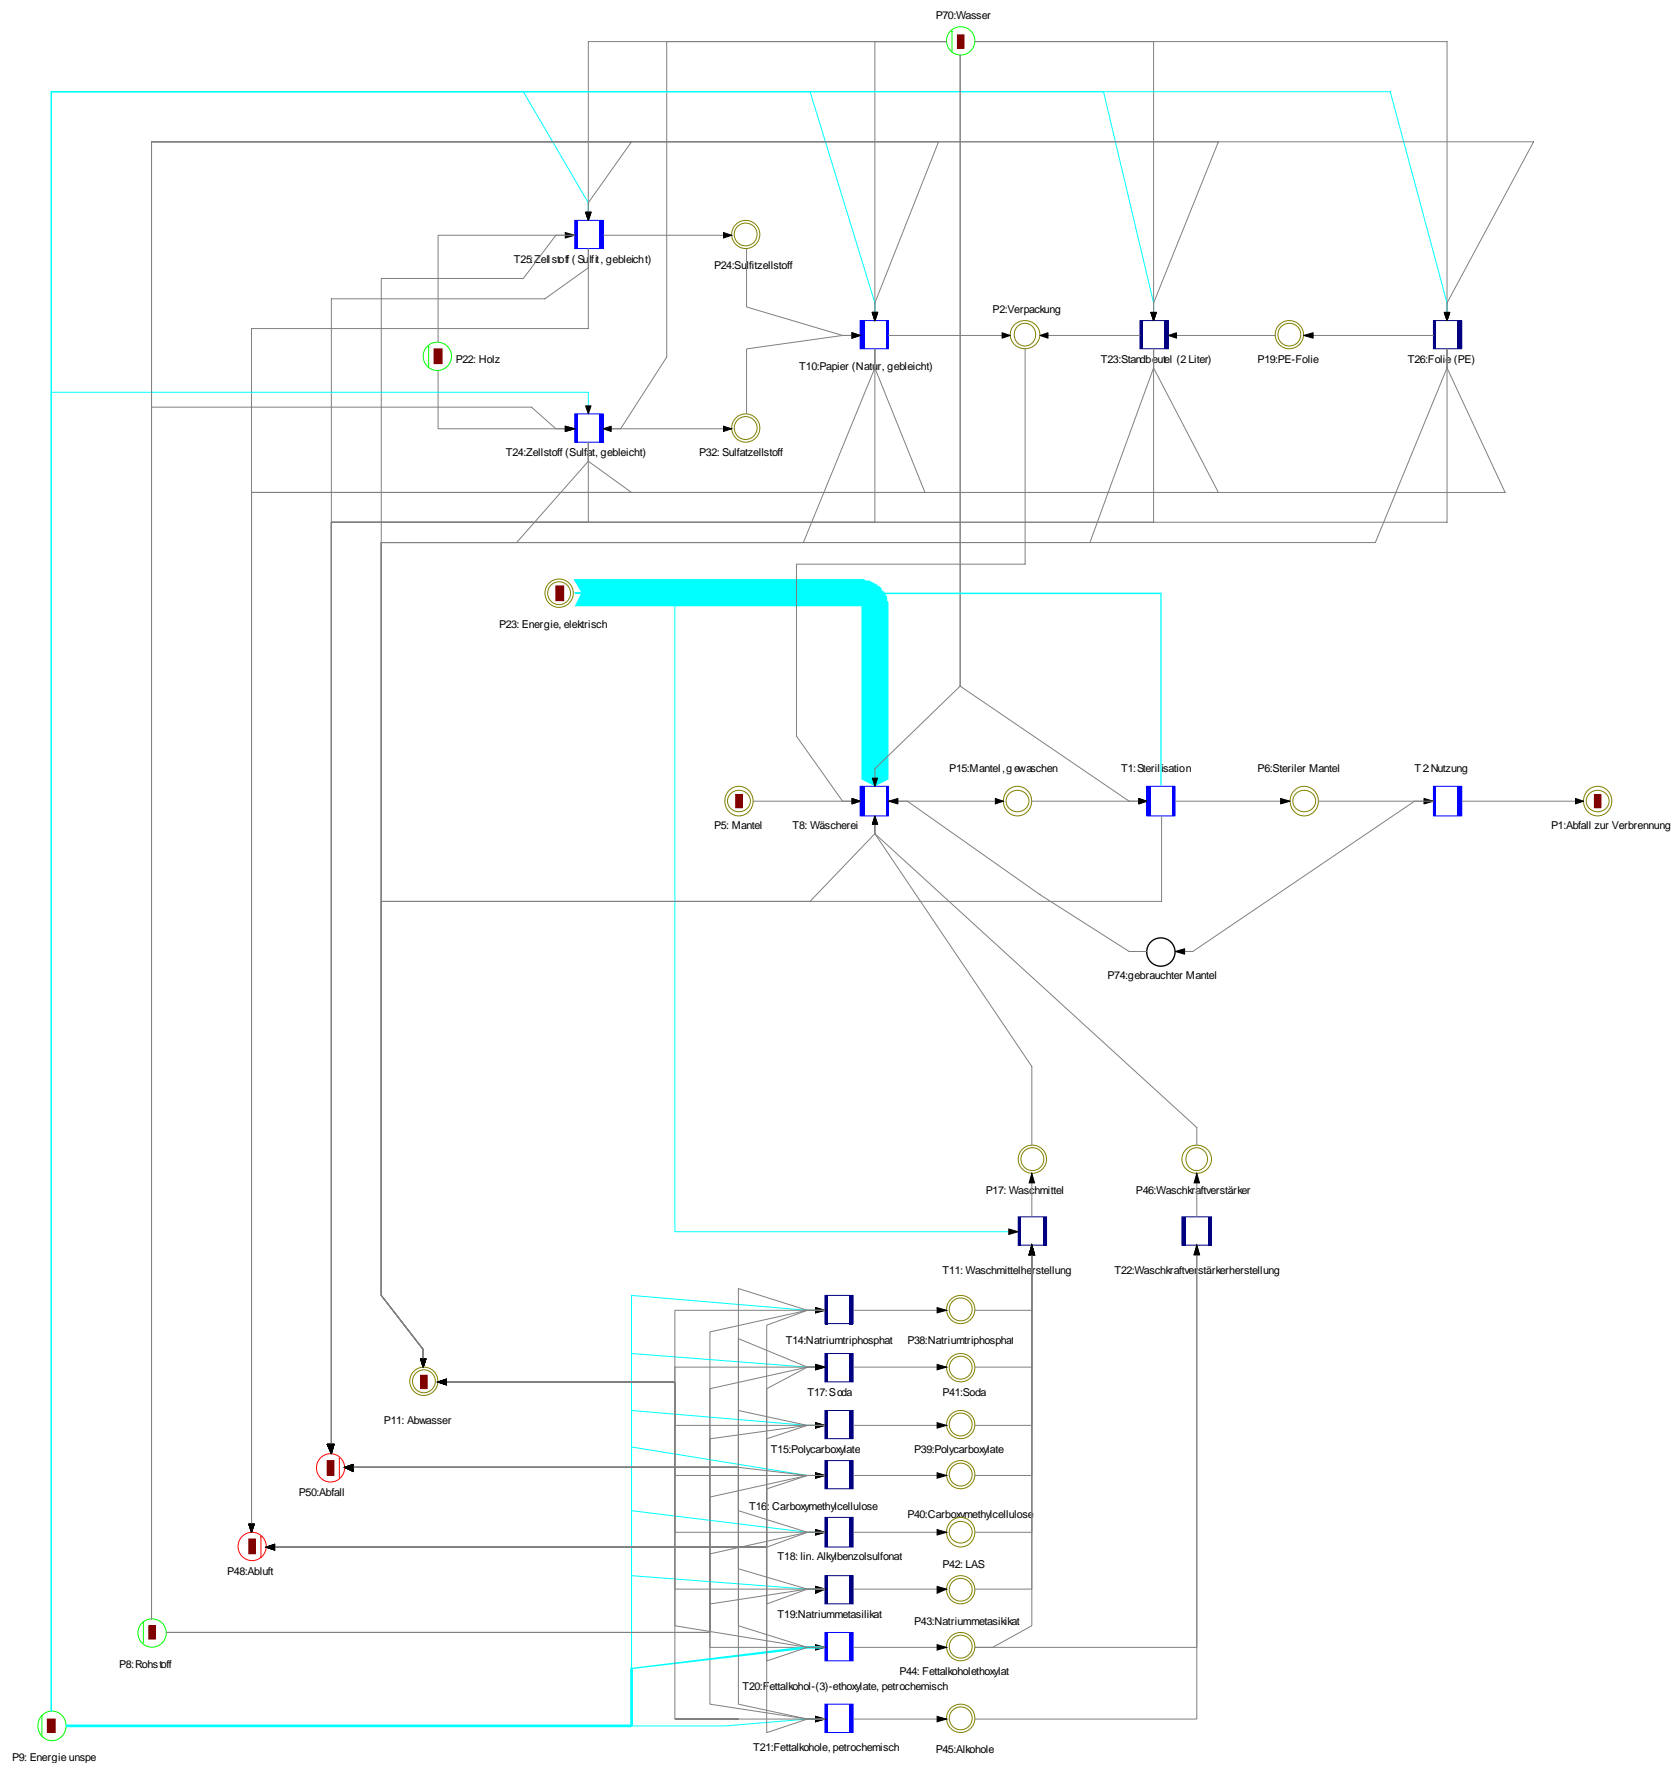 P70:Wasser
T25:Zellstoff (Sulfit, gebleicht)
P24:Sulfitzellstoff
P2:Verpackung
P22: Holz
T10:Papier (Natur, gebleicht)
T23:Standbeutel (2 Liter)
P19:PE-Folie
T26:Folie (PE)
T24:Zellstoff (Sulfat, gebleicht)
P32: Sulfatzellstoff
P23: Energie, elektrisch
P15:Mantel, gewaschen
T1:Sterilisation
P6:Steriler Mantel
T2 Nutzung
P5: Mantel
T8: Wäscherei
P1:Abfall zur Verbrennung
P74:gebrauchter Mantel
P17: Waschmittel
P46:Waschkraftverstärker
T11: Waschmittelherstellung
T22:Waschkraftverstärkerherstellung
T14:Natriumtriphosphat
P38:Natriumtriphosphat
T17:Soda
P41:Soda
P11: Abwasser
T15:Polycarboxylate
P39:Polycarboxylate
P50:Abfall
T16: Carboxymethylcellulose
P40:Carboxymethylcellulose
T18: lin. Alkylbenzolsulfonat
P42: LAS
P48:Abluft
T19:Natriummetasilikat
P43:Natriummetasikikat
P8:Rohstoff
P44: Fettalkoholethoxylat
T20:Fettalkohol-(3)-ethoxylate, petrochemisch
T21:Fettalkohole, petrochemisch
P45:Alkohole
P9: Energie unspe